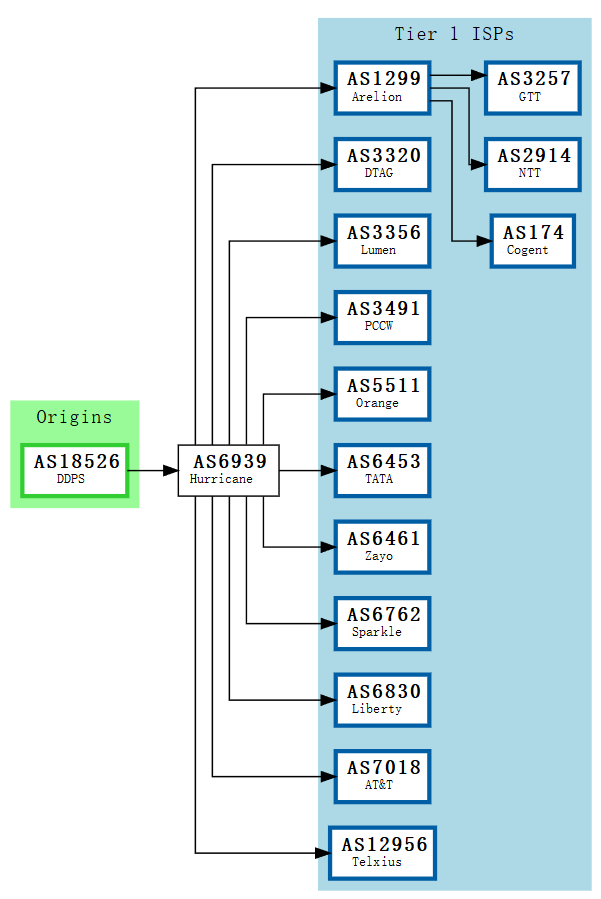 Tier 1 ISPs
AS1299
Arelion
AS3257
GTT
AS3320
DTAG
AS2914
NTT
AS3356
Lumen
AS174
Cogent
AS3491
PCCW
AS5511
Orange
Origins
AS18526
DDPS
AS6939
Hurricane
AS6453
TATA
AS6461
Zayo
AS6762
Sparkle
AS6830
Liberty
AS7018
AT&T
AS12956
Telxius